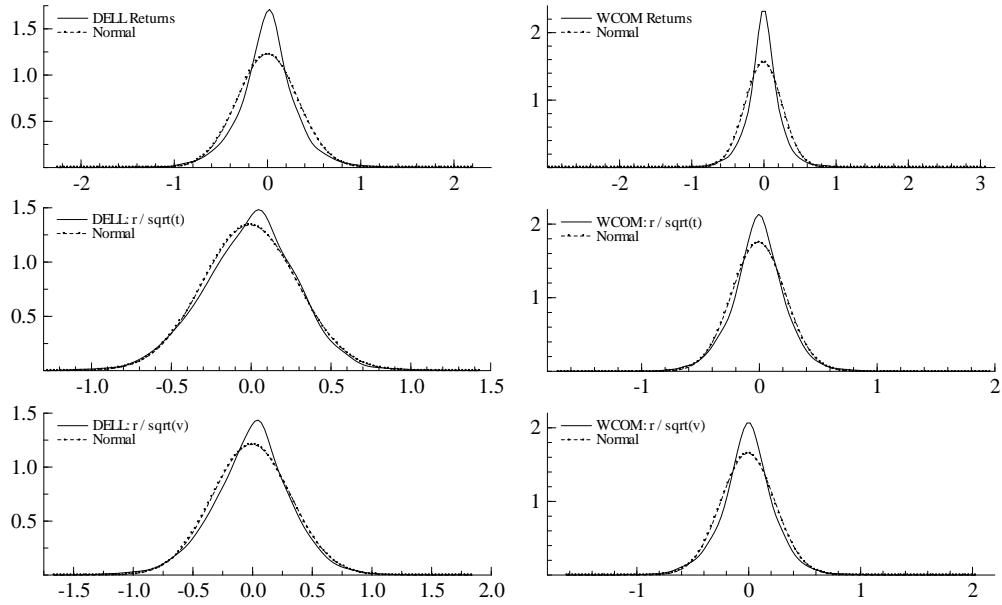 DELL Returns
Normal
1.5
1.0
0.5
-2 -1 0 1 2
WCOM Returns
Normal
2
1
-2 -1 0 1 2 3
1.5
DELL: r / sqrt(t)
Normal
1.0
0.5
-1.0 -0.5 0.0 0.5 1.0 1.5
2
WCOM: r / sqrt(t)
Normal
1
-1 0 1 2
1.5
DELL: r / sqrt(v)
Normal
1.0
0.5
-1.5 -1.0 -0.5 0.0 0.5 1.0 1.5 2.0
2
WCOM: r / sqrt(v)
Normal
1
-1 0 1 2